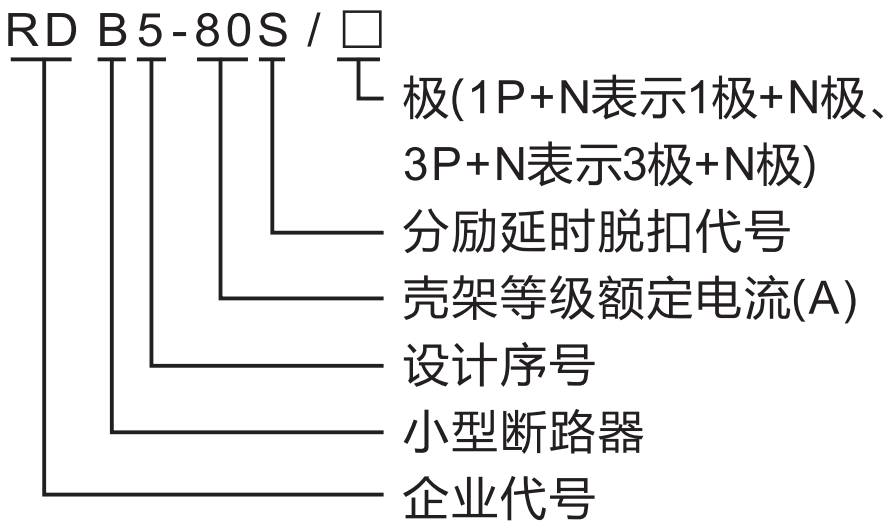 RD B5-80S/□
极(1P+N表示1极+N极、
3P+N表示3极+N极)
分励延时脱扣代号
壳架等级额定电流(A)
设计序号
小型断路器
企业代号